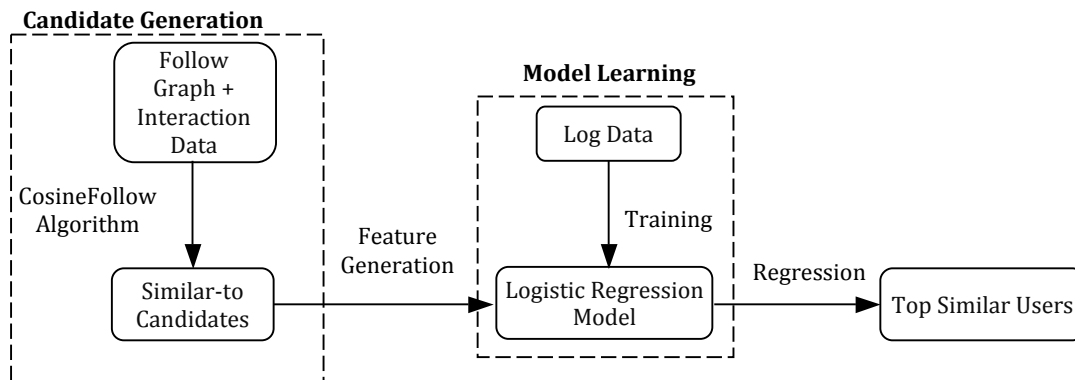 Candidate Generation
Follow
Graph +
Interaction
Data
CosineFollow
Algorithm
Similar-to
Candidates
Feature
Generation
Model Learning
Log Data
Training
Logistic Regression
Model
Regression
Top Similar Users